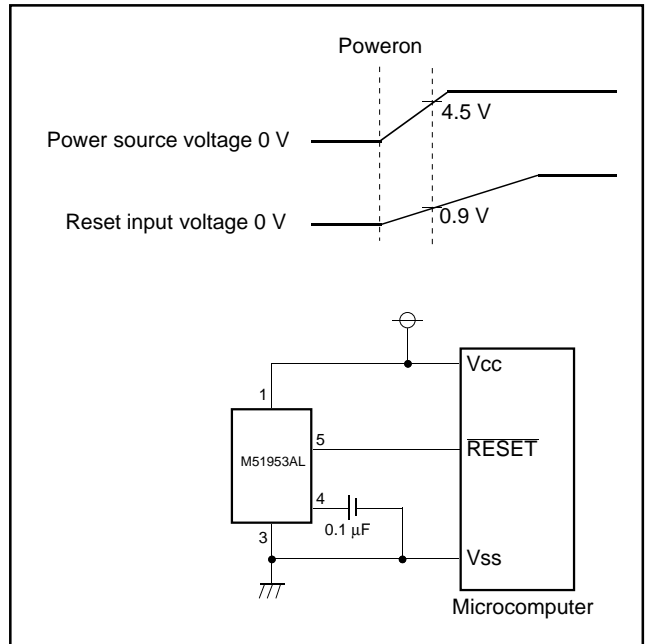 Poweron
4.5 V
Power source voltage 0 V
0.9 V
Reset input voltage 0 V
Vcc
1
5
RESET
M51953AL
4
0.1 μF
3
Vss
Microcomputer